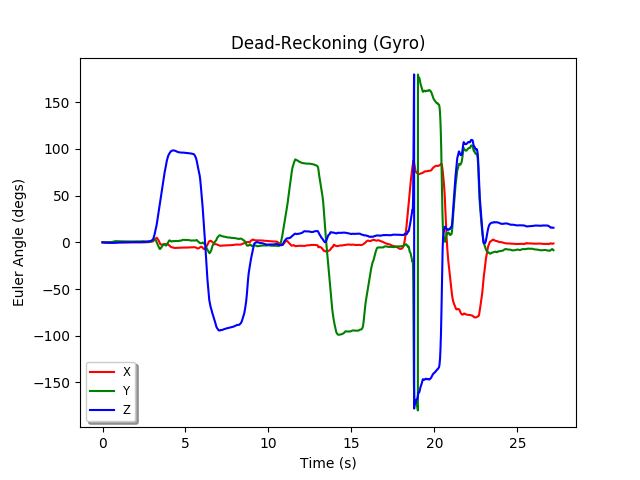 Dead-Reckoning (Gyro)
Euler Angle (degs)
150
100
50
0
−50
−100
−150
X
Y
Z
0 5 10 15 20 25
Time (s)